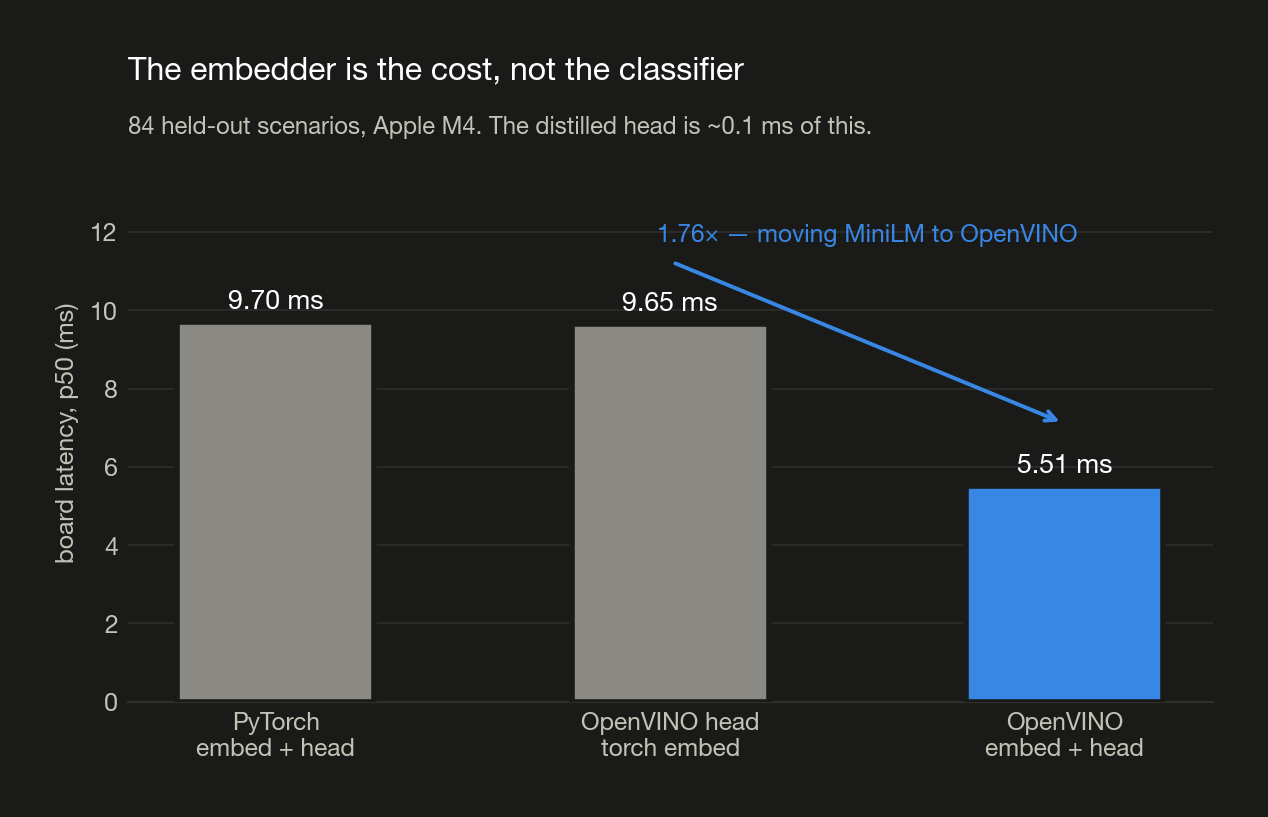 The embedder is the cost, not the classifier
84 held-out scenarios, Apple M4. The distilled head is ~0.1 ms of this.
12
1.76× — moving MiniLM to OpenVINO
10
9.70 ms
9.65 ms
8
6
5.51 ms
4
2
0
board latency, p50 (ms)
PyTorch
embed + head
OpenVINO head
torch embed
OpenVINO
embed + head